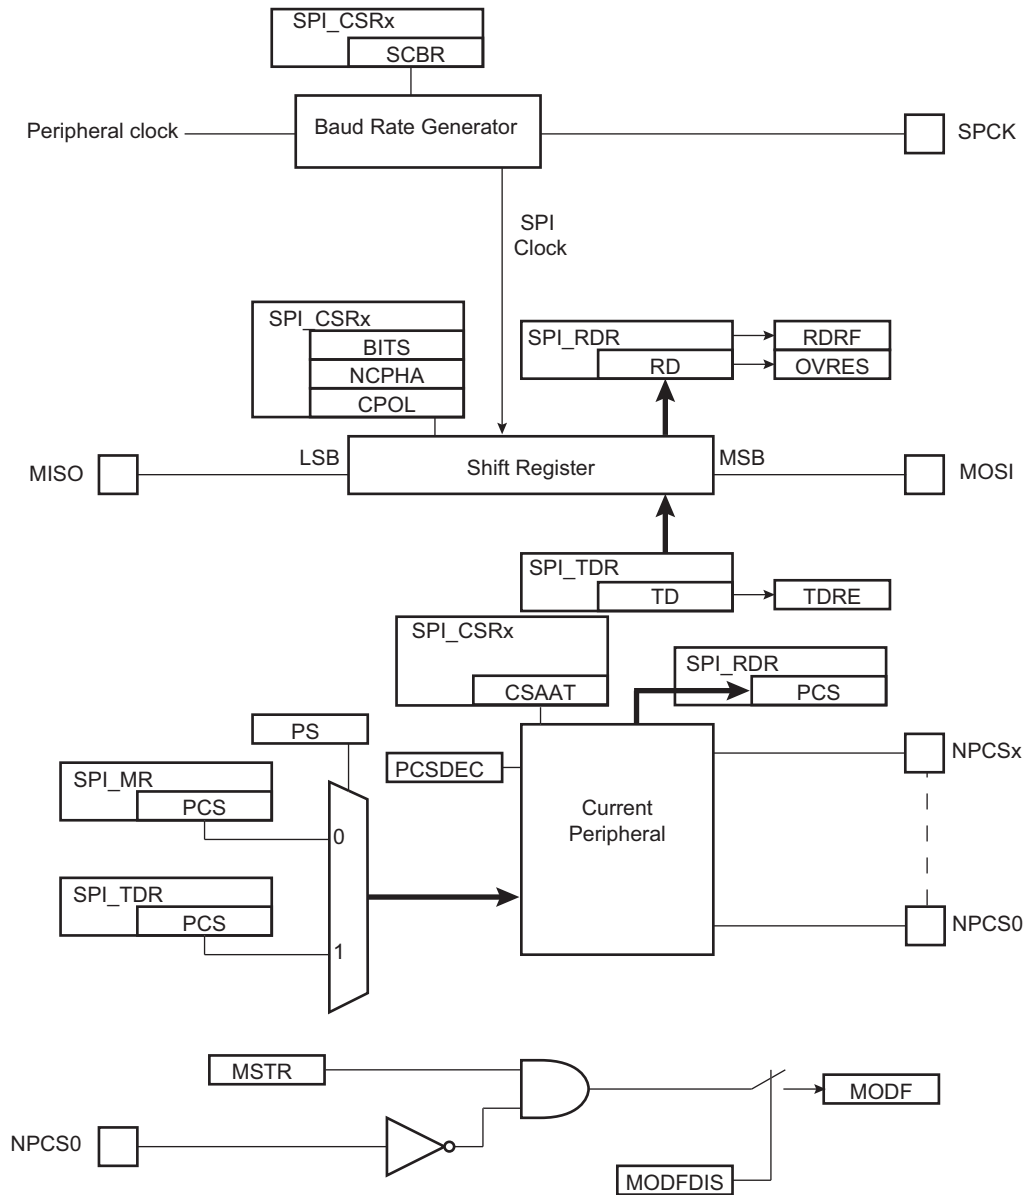 SPI_CSRx
SCBR
Peripheral clock
Baud Rate Generator
SPCK
SPI
Clock
SPI_CSRx
BITS
NCPHA
CPOL
SPI_RDR
RD
RDRF
OVRES
MISO
LSB
Shift Register
MSB
MOSI
SPI_TDR
TD
TDRE
SPI_CSRx
CSAAT
SPI_RDR
PCS
PS
PCSDEC
NPCSx
SPI_MR
PCS
0
Current
Peripheral
SPI_TDR
PCS
1
NPCS0
MSTR
MODF
NPCS0
MODFDIS